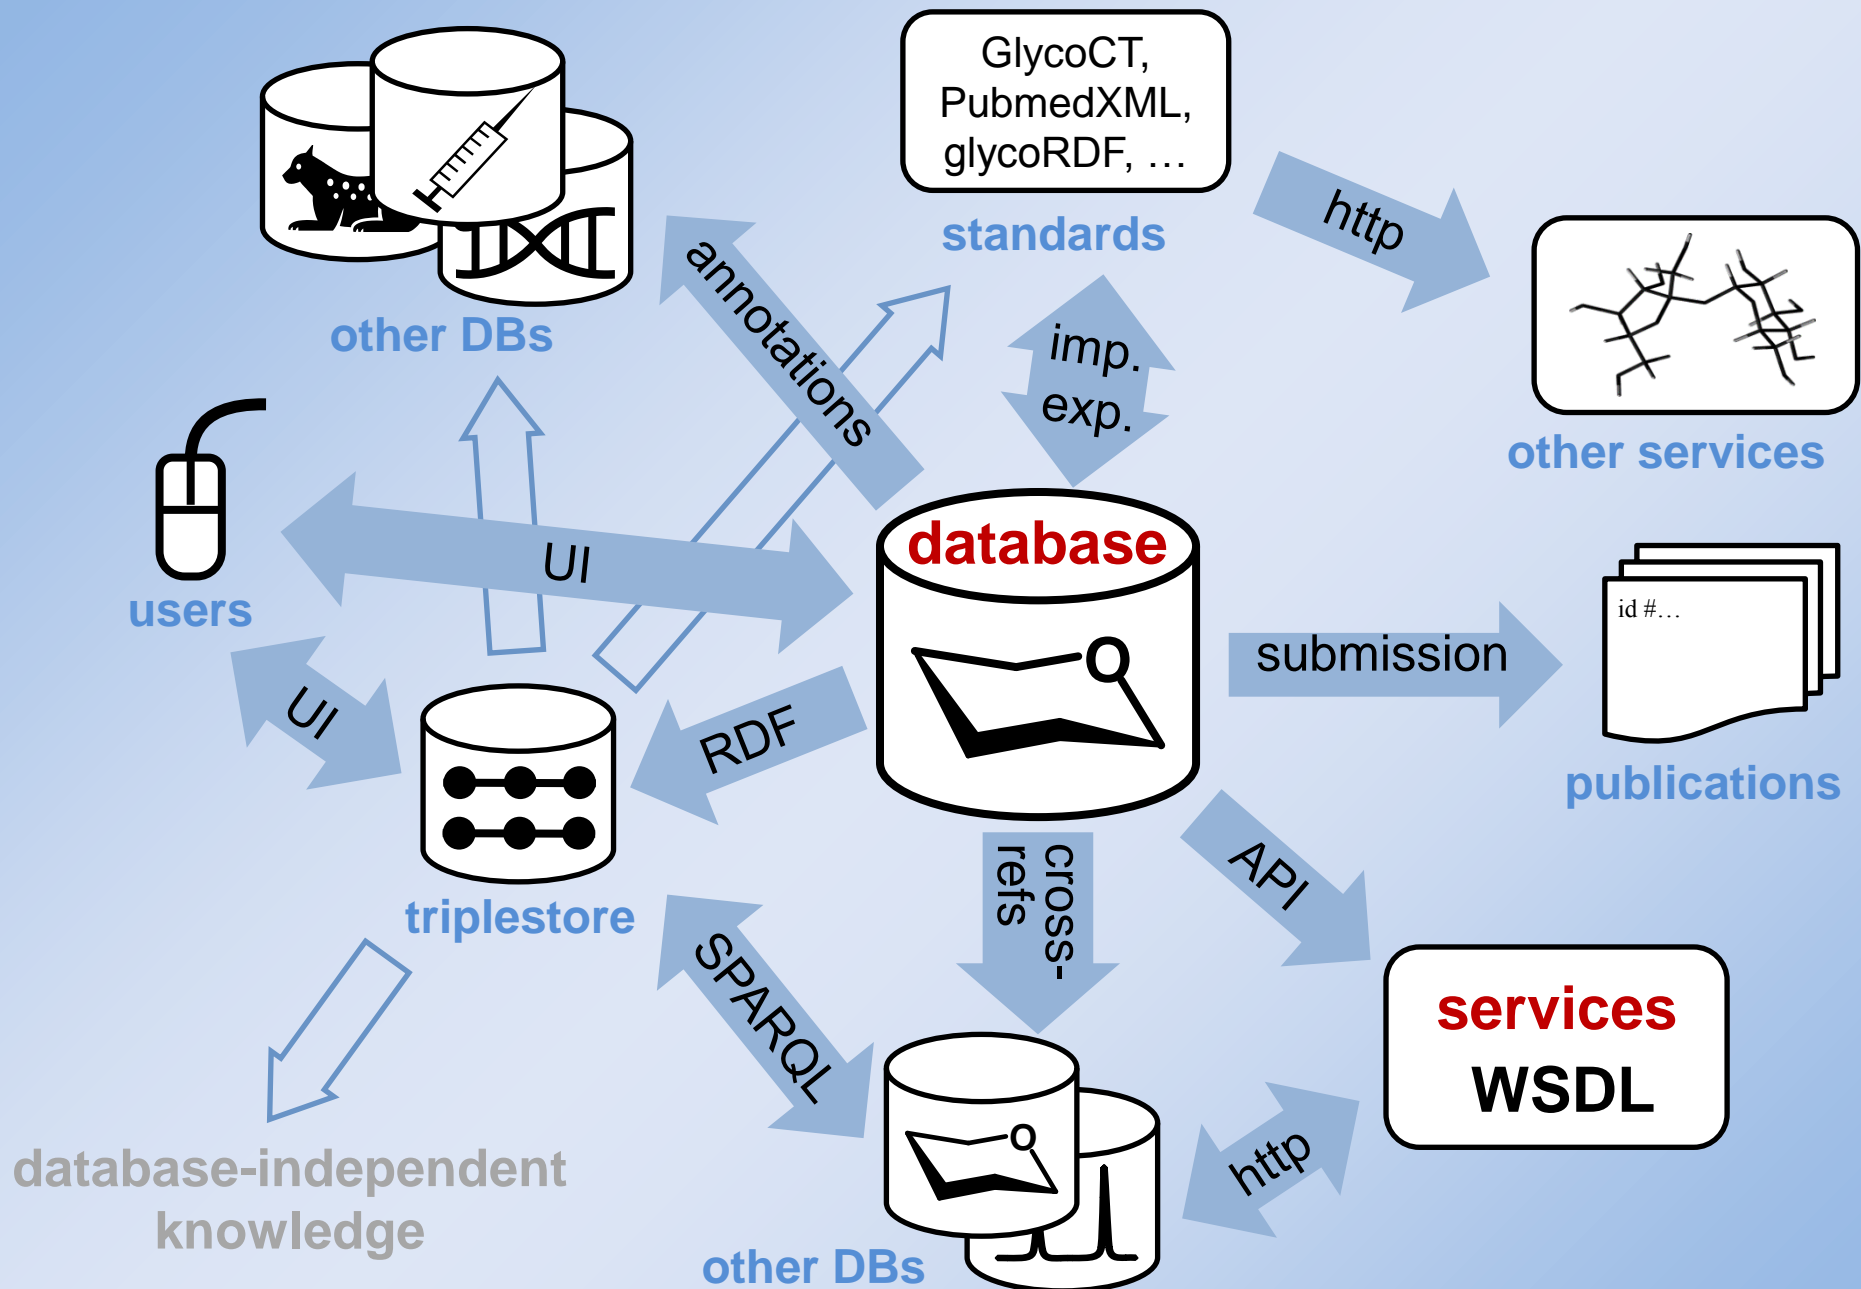 GlycoCT,
PubmedXML,
glycoRDF, …
standards
http
other DBs
annotations
imp.
exp.
other services
users
UI
database
O
id #…
submission
publications
UI
RDF
triplestore
cross-
refs
API
SPARQL
services
WSDL
O
http
database-independent
knowledge
other DBs